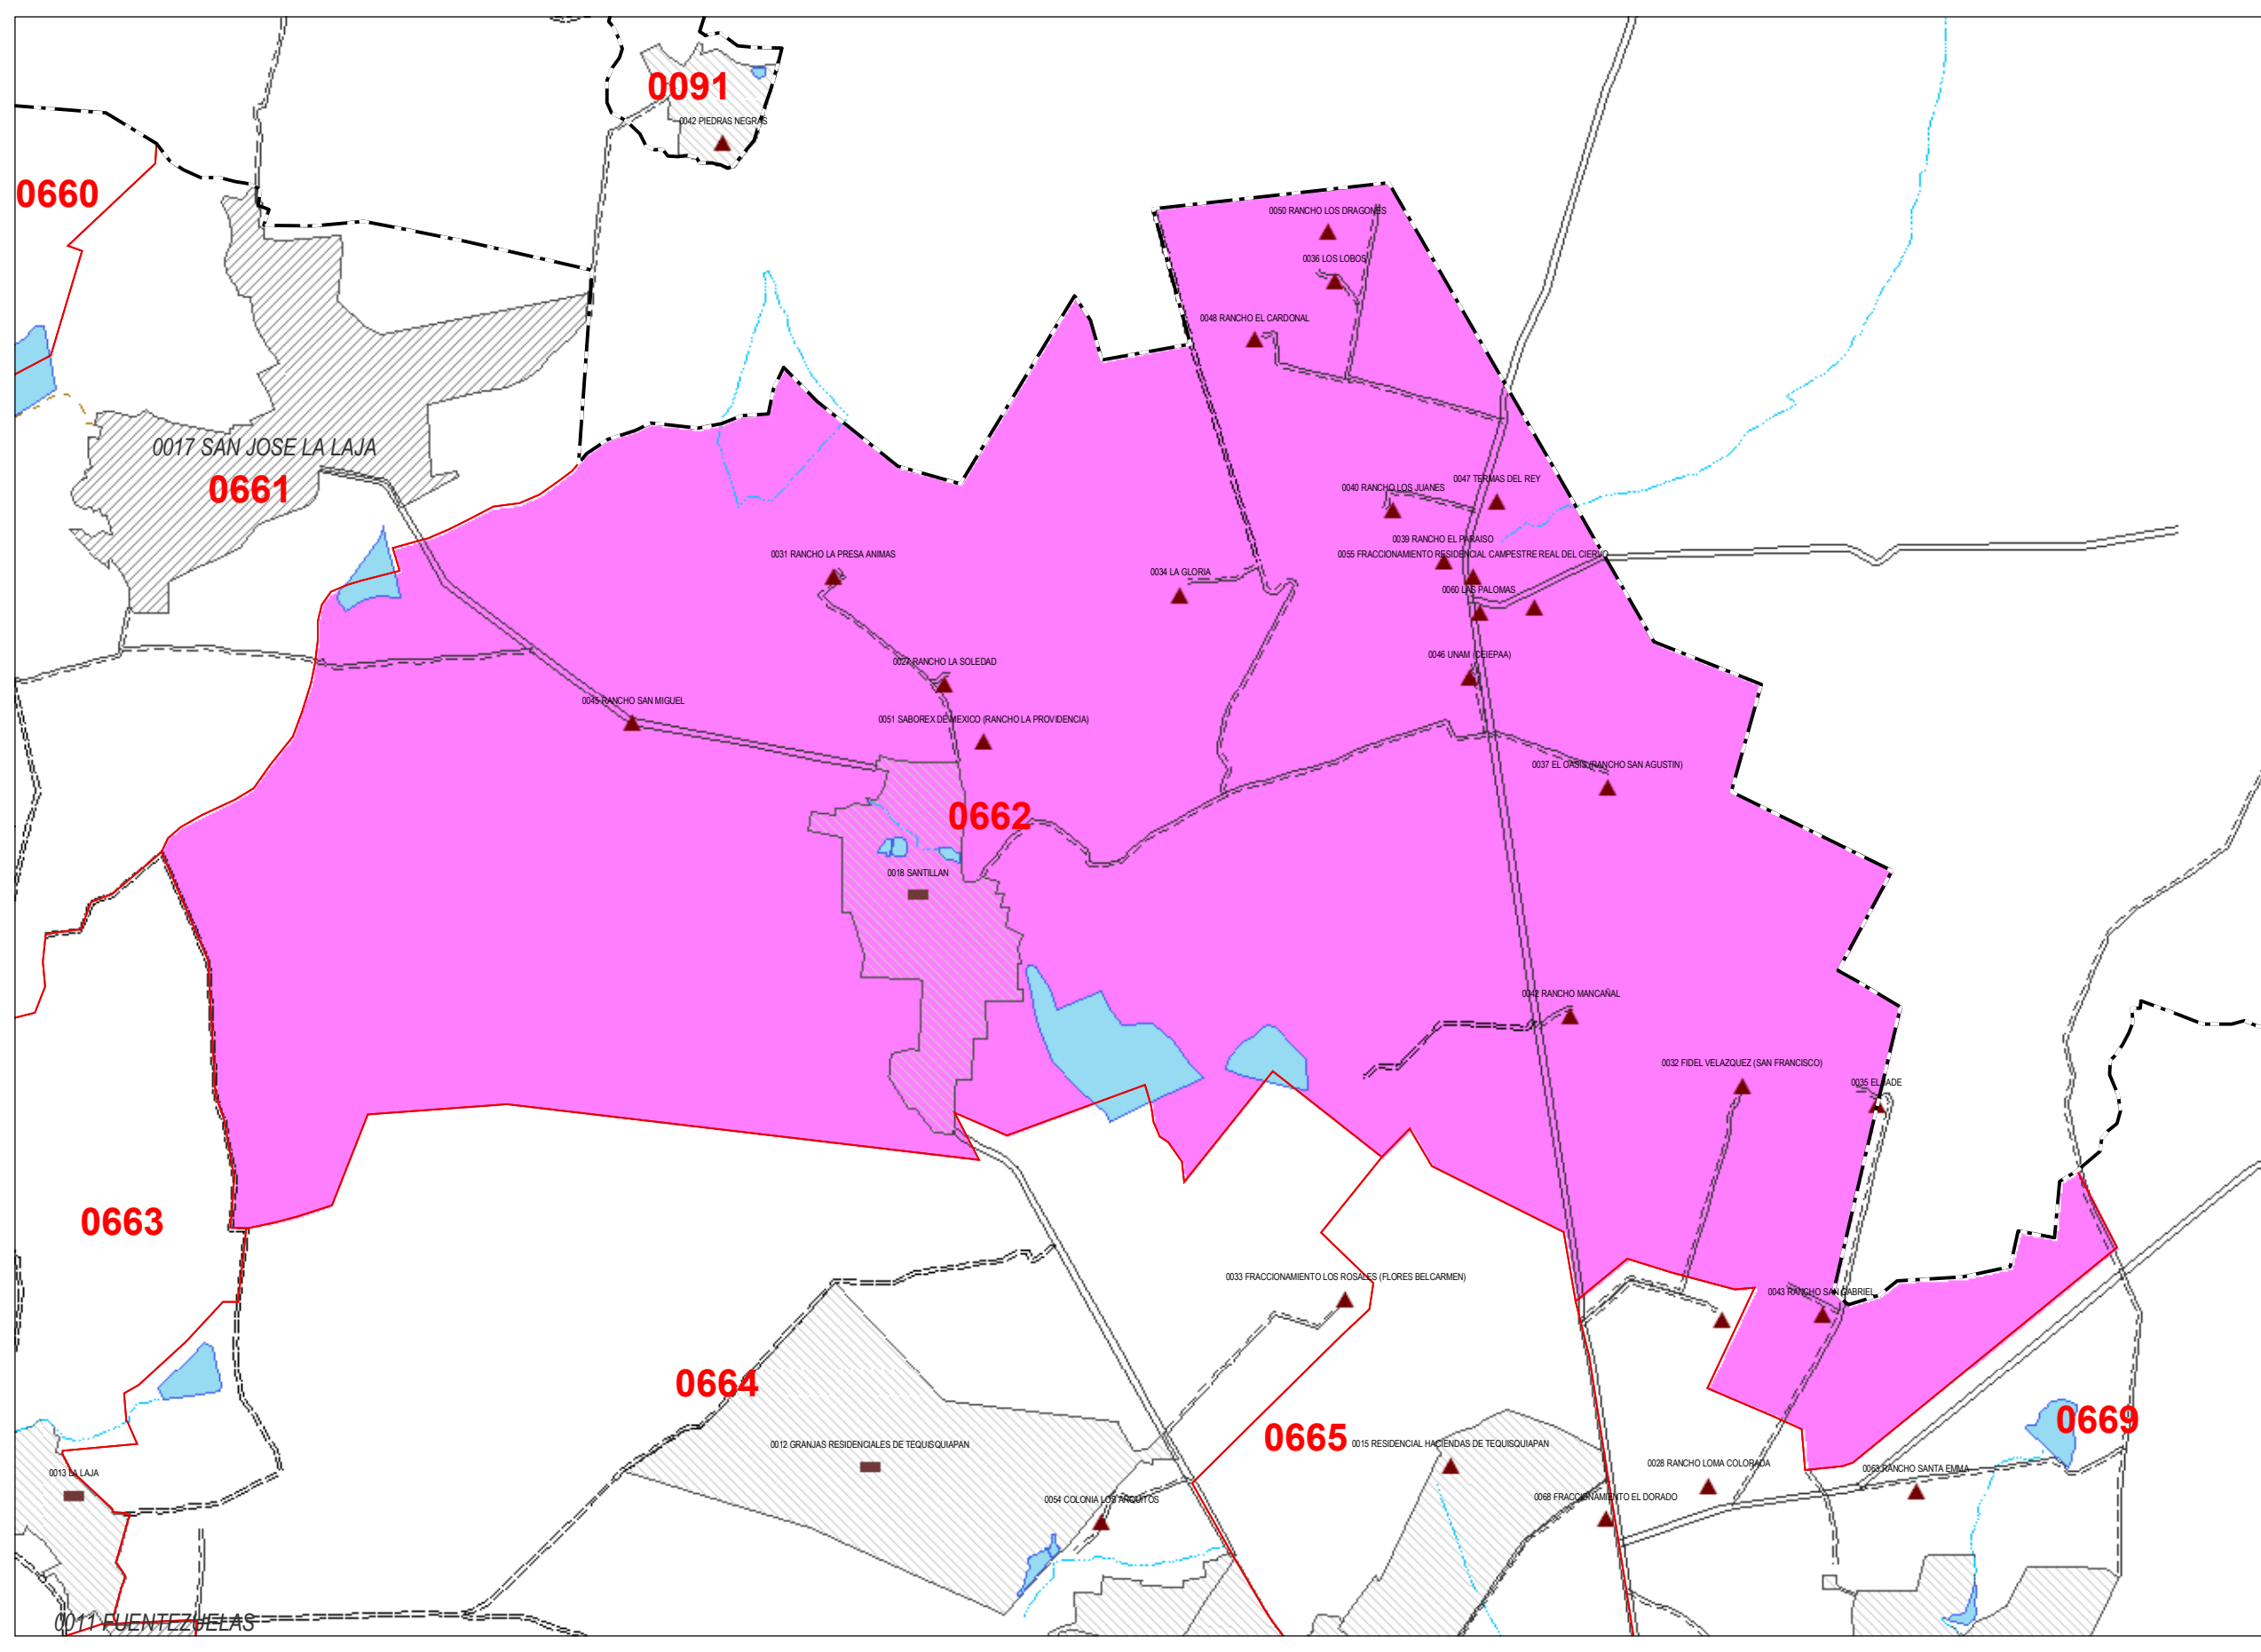 0091
0042 PIEDRAS NEGRAS
0660
0050 RANCHO LOS DRAGONES
0036 LOS LOBOS
0048 RANCHO EL CARDONAL
0017 SAN JOSE LA LAJA
0661
0047 TERMAS DEL REY
0040 RANCHO LOS JUANES
0039 RANCHO EL PARAISO
0031 RANCHO LA PRESA ANIMAS
0055 FRACCIONAMIENTO RESIDENCIAL CAMPESTRE REAL DEL CIERVO
0034 LA GLORIA
0060 LAS PALOMAS
0046 UNAM (CEIEPAA)
0027 RANCHO LA SOLEDAD
0045 RANCHO SAN MIGUEL
0051 SABOREX DE MEXICO (RANCHO LA PROVIDENCIA)
0037 EL OASIS (RANCHO SAN AGUSTIN)
0662
0018 SANTILLAN
0042 RANCHO MANCAÑAL
0032 FIDEL VELAZQUEZ (SAN FRANCISCO)
0035 EL JADE
0663
0033 FRACCIONAMIENTO LOS ROSALES (FLORES BELCARMEN)
0043 RANCHO SAN GABRIEL
0664
0669
0665
0012 GRANJAS RESIDENCIALES DE TEQUISQUIAPAN
0015 RESIDENCIAL HACIENDAS DE TEQUISQUIAPAN
0028 RANCHO LOMA COLORADA
0063 RANCHO SANTA EMMA
0013 LA LAJA
0054 COLONIA LOS ARQUITOS
0068 FRACCIONAMIENTO EL DORADO
0011 FUENTEZUELAS